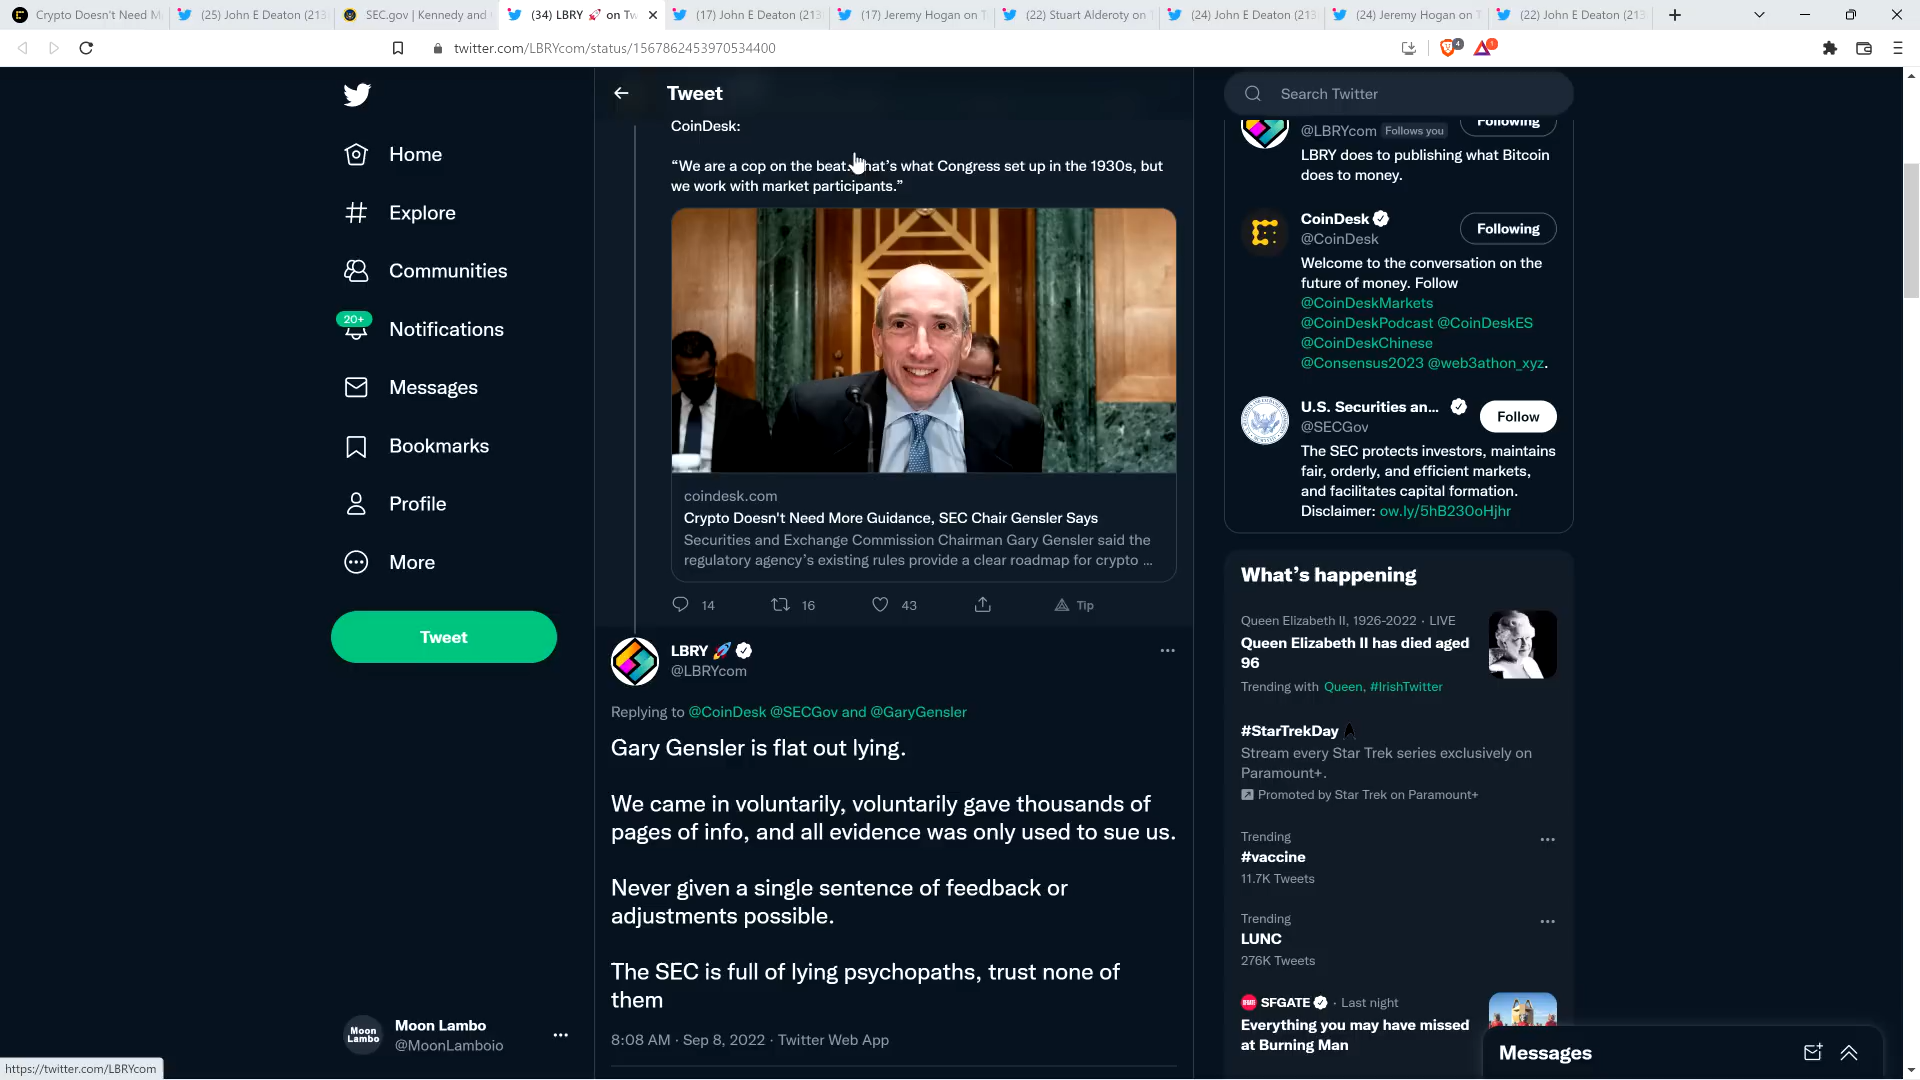 Crypto Doesn't Need M
(25) John E Deaton (213
SEC.gov | Kennedy and
(34) LBRY 🚀 on Tw
(17) John E Deaton (213
(17) Jeremy Hogan on T
(22) Stuart Alderoty on T
(24) John E Deaton (213
(24) Jeremy Hogan on T
(22) John E Deaton (213
twitter.com/LBRYcom/status/1567862453970534400
4
1
Home
Explore
Communities
20+
Notifications
Messages
Bookmarks
Profile
More
Tweet
Moon Lambo
Moon Lambo
@MoonLamboio
https://twitter.com/LBRYcom
Tweet
CoinDesk:
“We are a cop on the beat. That’s what Congress set up in the 1930s, but
we work with market participants.”
coindesk.com
Crypto Doesn't Need More Guidance, SEC Chair Gensler Says
Securities and Exchange Commission Chairman Gary Gensler said the
regulatory agency’s existing rules provide a clear roadmap for crypto ...
14
16
43
Tip
LBRY 🚀
@LBRYcom
Replying to @CoinDesk @SECGov and @GaryGensler
Gary Gensler is flat out lying.
We came in voluntarily, voluntarily gave thousands of
pages of info, and all evidence was only used to sue us.
Never given a single sentence of feedback or
adjustments possible.
The SEC is full of lying psychopaths, trust none of
them
8:08 AM · Sep 8, 2022 · Twitter Web App
Search Twitter
@LBRYcom Follows you
Following
LBRY does to publishing what Bitcoin
does to money.
CoinDesk
@CoinDesk
Following
Welcome to the conversation on the
future of money. Follow
@CoinDeskMarkets
@CoinDeskPodcast @CoinDeskES
@CoinDeskChinese
@Consensus2023 @web3athon_xyz.
U.S. Securities an...
@SECGov
Follow
The SEC protects investors, maintains
fair, orderly, and efficient markets,
and facilitates capital formation.
Disclaimer: ow.ly/5hB230oHjhr
What’s happening
Queen Elizabeth II, 1926-2022 · LIVE
Queen Elizabeth II has died aged
96
Trending with Queen, #IrishTwitter
#StarTrekDay
Stream every Star Trek series exclusively on
Paramount+.
Promoted by Star Trek on Paramount+
Trending
#vaccine
11.7K Tweets
Trending
LUNC
276K Tweets
SFGATE · Last night
Everything you may have missed
at Burning Man
Messages